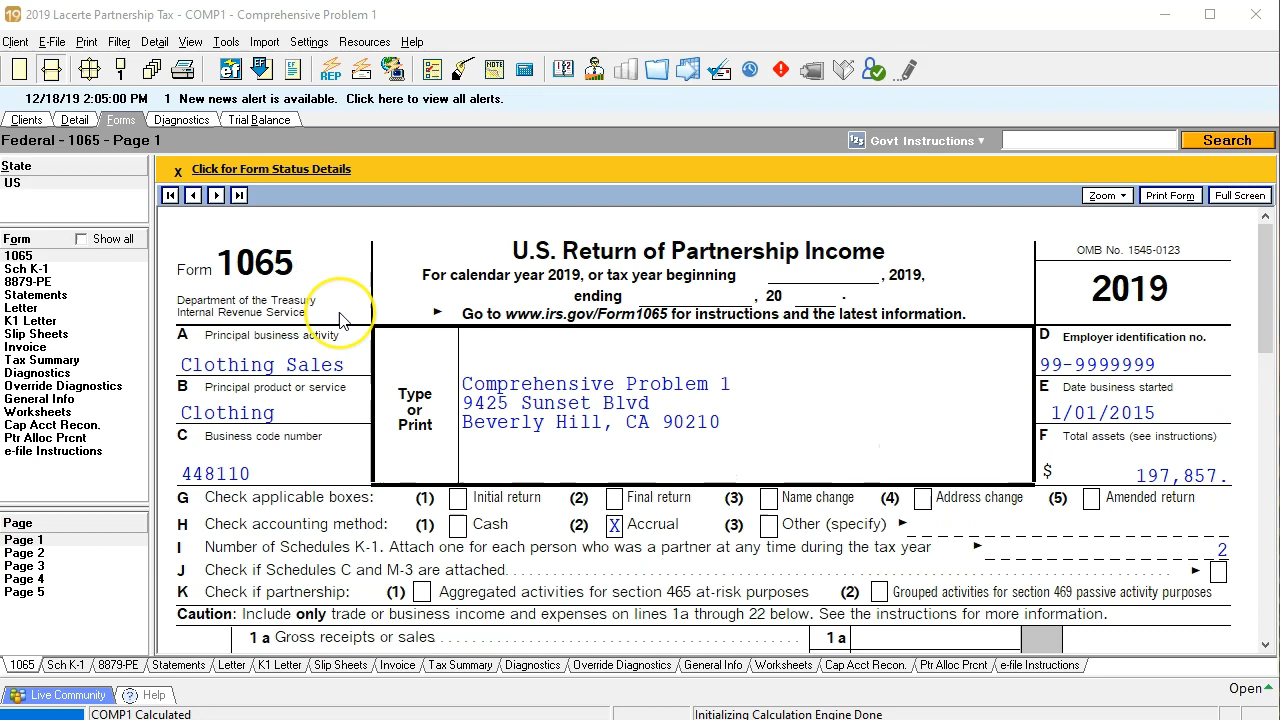 19 2019 Lacerte Partnership Tax - COMP1 - Comprehensive Problem 1
Client E-File Print Filter Detail View Tools Import Settings Resources Help
REP NOTE
12/18/19 2:05:00 PM 1 New news alert is available. Click here to view all alerts.
Clients Detail Forms Diagnostics Trial Balance
Federal - 1065 - Page 1
123 Govt Instructions ▾ Search
State
US
X Click for Form Status Details
Zoom ▾ Print Form Full Screen
Form Show all
1065
Sch K-1
8879-PE
Statements
Letter
K1 Letter
Slip Sheets
Invoice
Tax Summary
Diagnostics
Override Diagnostics
General Info
Worksheets
Cap Acct Recon.
Ptr Alloc Prcnt
e-file Instructions
Page
Page 1
Page 2
Page 3
Page 4
Page 5
Form 1065
Department of the Treasury
Internal Revenue Service
U.S. Return of Partnership Income
For calendar year 2019, or tax year beginning ________ , 2019,
ending ________ , 20 ____ .
► Go to www.irs.gov/Form1065 for instructions and the latest information.
OMB No. 1545-0123
2019
A Principal business activity
Clothing Sales
B Principal product or service
Clothing
C Business code number
448110
Type
or
Print
Comprehensive Problem 1
9425 Sunset Blvd
Beverly Hill, CA 90210
D Employer identification no.
99-9999999
E Date business started
1/01/2015
F Total assets (see instructions)
$ 197,857.
G Check applicable boxes: (1) Initial return (2) Final return (3) Name change (4) Address change (5) Amended return
H Check accounting method: (1) Cash (2) X Accrual (3) Other (specify) ►
I Number of Schedules K-1. Attach one for each person who was a partner at any time during the tax year ► 2
J Check if Schedules C and M-3 are attached ►
K Check if partnership: (1) Aggregated activities for section 465 at-risk purposes (2) Grouped activities for section 469 passive activity purposes
Caution: Include only trade or business income and expenses on lines 1a through 22 below. See the instructions for more information.
1 a Gross receipts or sales 1 a
1065 Sch K-1 8879-PE Statements Letter K1 Letter Slip Sheets Invoice Tax Summary Diagnostics Override Diagnostics General Info Worksheets Cap Acct Recon. Ptr Alloc Prcnt e-file Instructions
Live Community ? Help Open
COMP1 Calculated Initializing Calculation Engine Done